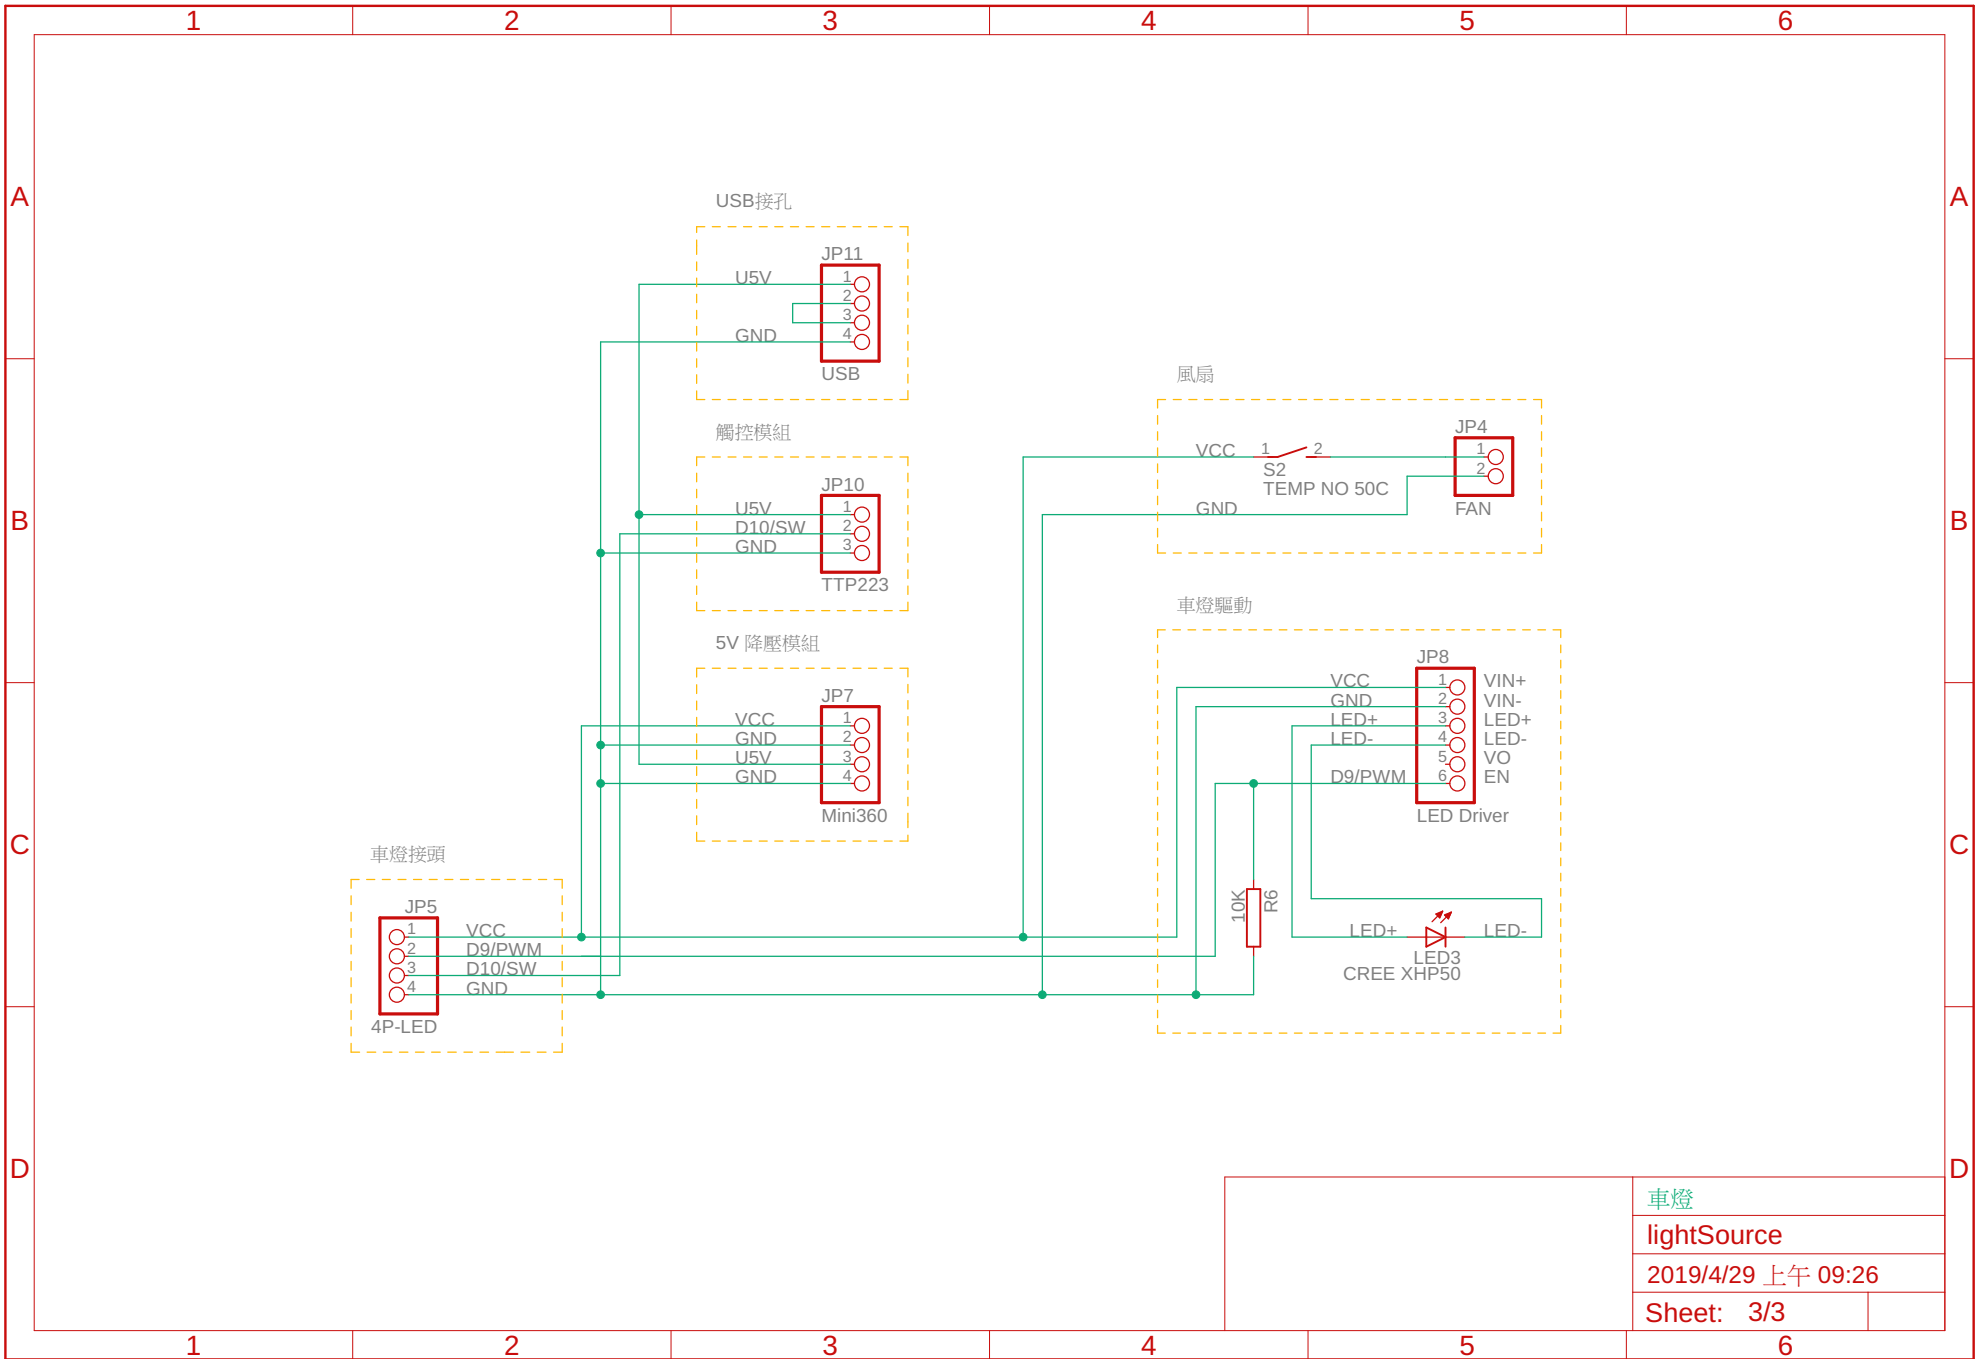 1 2 3 4 5 6
A A
USB接孔
JP11
U5V 1
2
3
GND 4
USB
風扇
觸控模組
JP4
VCC 1 2 1
S2 2
TEMP NO 50C
GND FAN
JP10
U5V 1
D10/SW 2
GND 3
TTP223
B B
車燈驅動
5V 降壓模組
JP8
VCC 1 VIN+
GND 2 VIN-
LED+ 3 LED+
LED- 4 LED-
5 VO
D9/PWM 6 EN
LED Driver
JP7
VCC 1
GND 2
U5V 3
GND 4
Mini360
C C
車燈接頭
JP5
1 VCC
2 D9/PWM
3 D10/SW
4 GND
4P-LED
10K R6
LED+ LED-
LED3
CREE XHP50
D D
車燈
lightSource
2019/4/29 上午 09:26
Sheet: 3/3
1 2 3 4 5 6